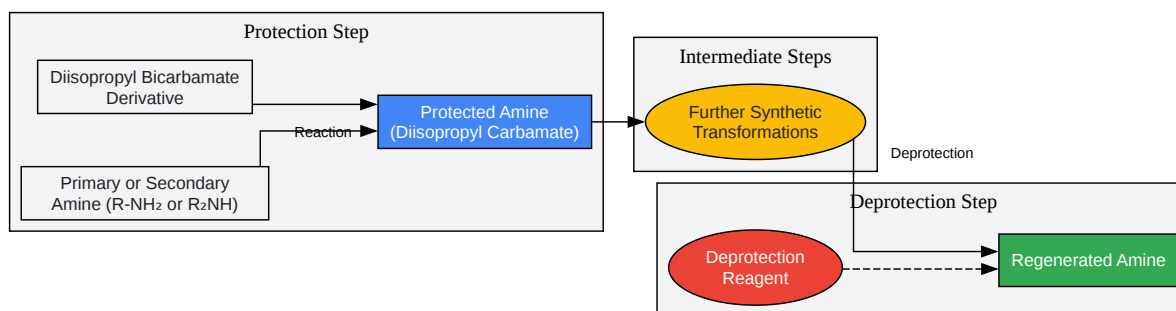 Protection Step
Diisopropyl Bicarbamate
Derivative
Reaction
Primary or Secondary
Amine (R-NH₂ or R₂NH)
Protected Amine
(Diisopropyl Carbamate)
Intermediate Steps
Further Synthetic
Transformations
Deprotection
Deprotection Step
Deprotection
Reagent
Regenerated Amine